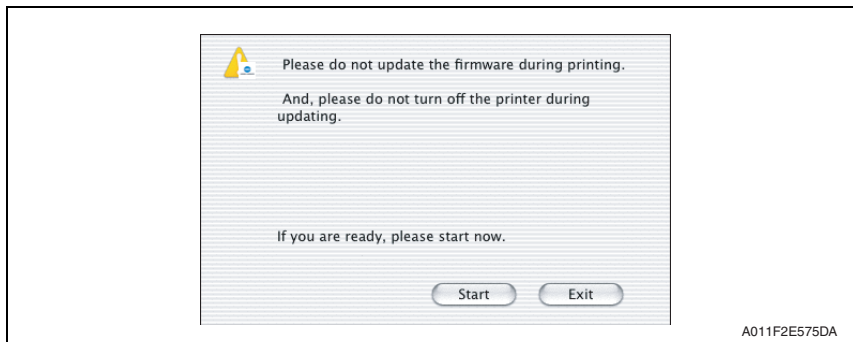 Please do not update the firmware during printing.
And, please do not turn off the printer during
updating.
If you are ready, please start now.
Start Exit
A011F2E575DA